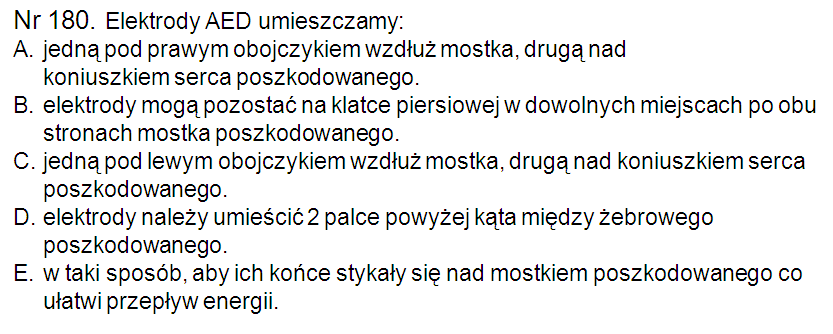 Nr 180. Elektrody AED umieszczamy:
A. jedną pod prawym obojczykiem wzdłuż mostka, drugą nad
koniuszkiem serca poszkodowanego.
B. elektrody mogą pozostać na klatce piersiowej w dowolnych miejscach po obu
stronach mostka poszkodowanego.
C. jedną pod lewym obojczykiem wzdłuż mostka, drugą nad koniuszkiem serca
poszkodowanego.
D. elektrody należy umieścić 2 palce powyżej kąta między żebrowego
poszkodowanego.
E. w taki sposób, aby ich końce stykały się nad mostkiem poszkodowanego co
ułatwi przepływ energii.